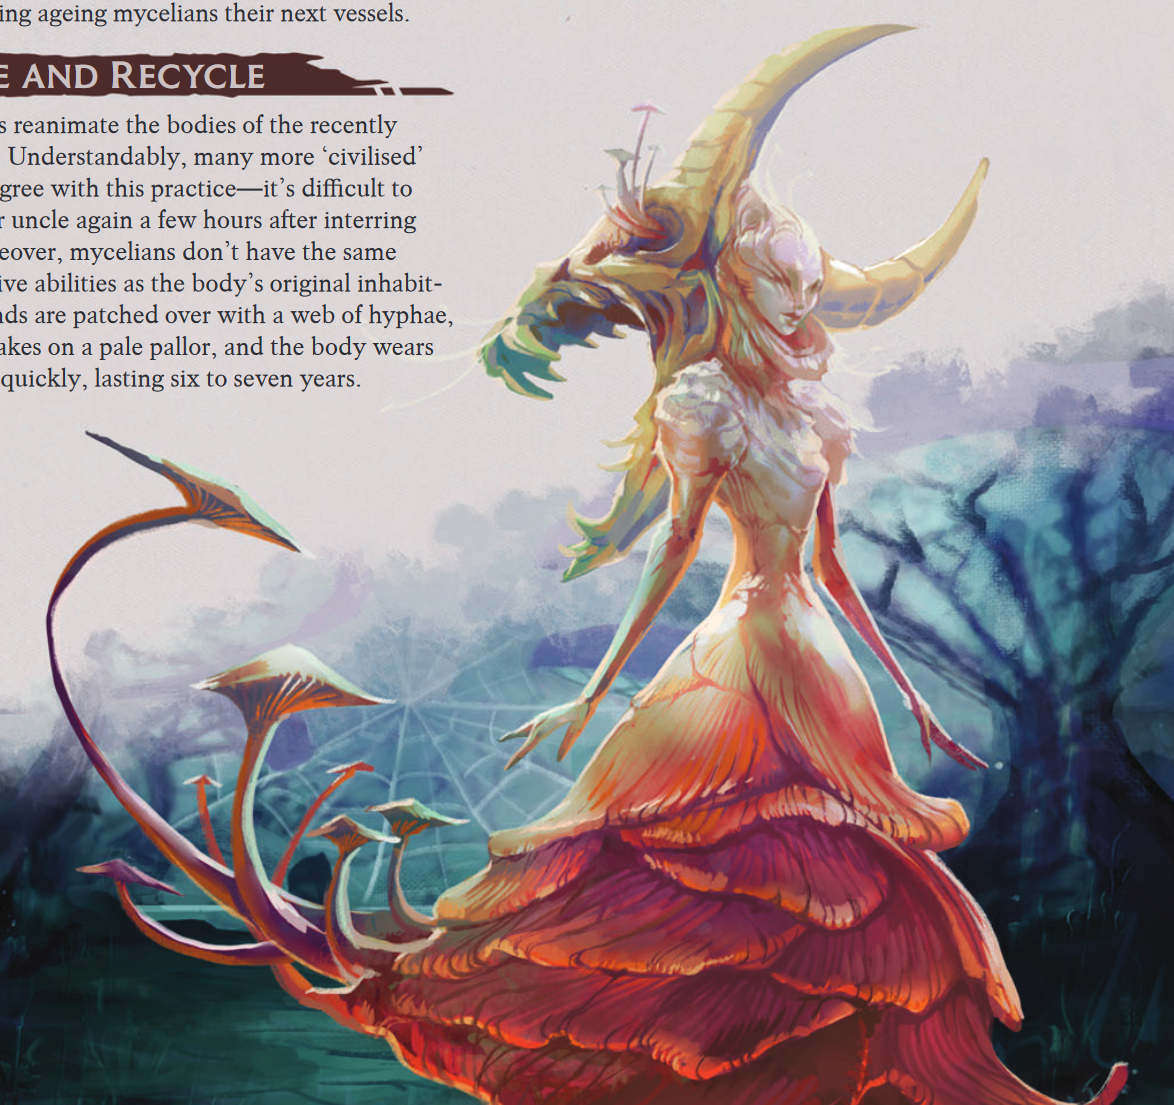 ing ageing mycelians their next vessels.
E AND RECYCLE
s reanimate the bodies of the recently
Understandably, many more ‘civilised’
gree with this practice—it’s difficult to
r uncle again a few hours after interring
eover, mycelians don’t have the same
ive abilities as the body’s original inhabit-
nds are patched over with a web of hyphae,
akes on a pale pallor, and the body wears
quickly, lasting six to seven years.